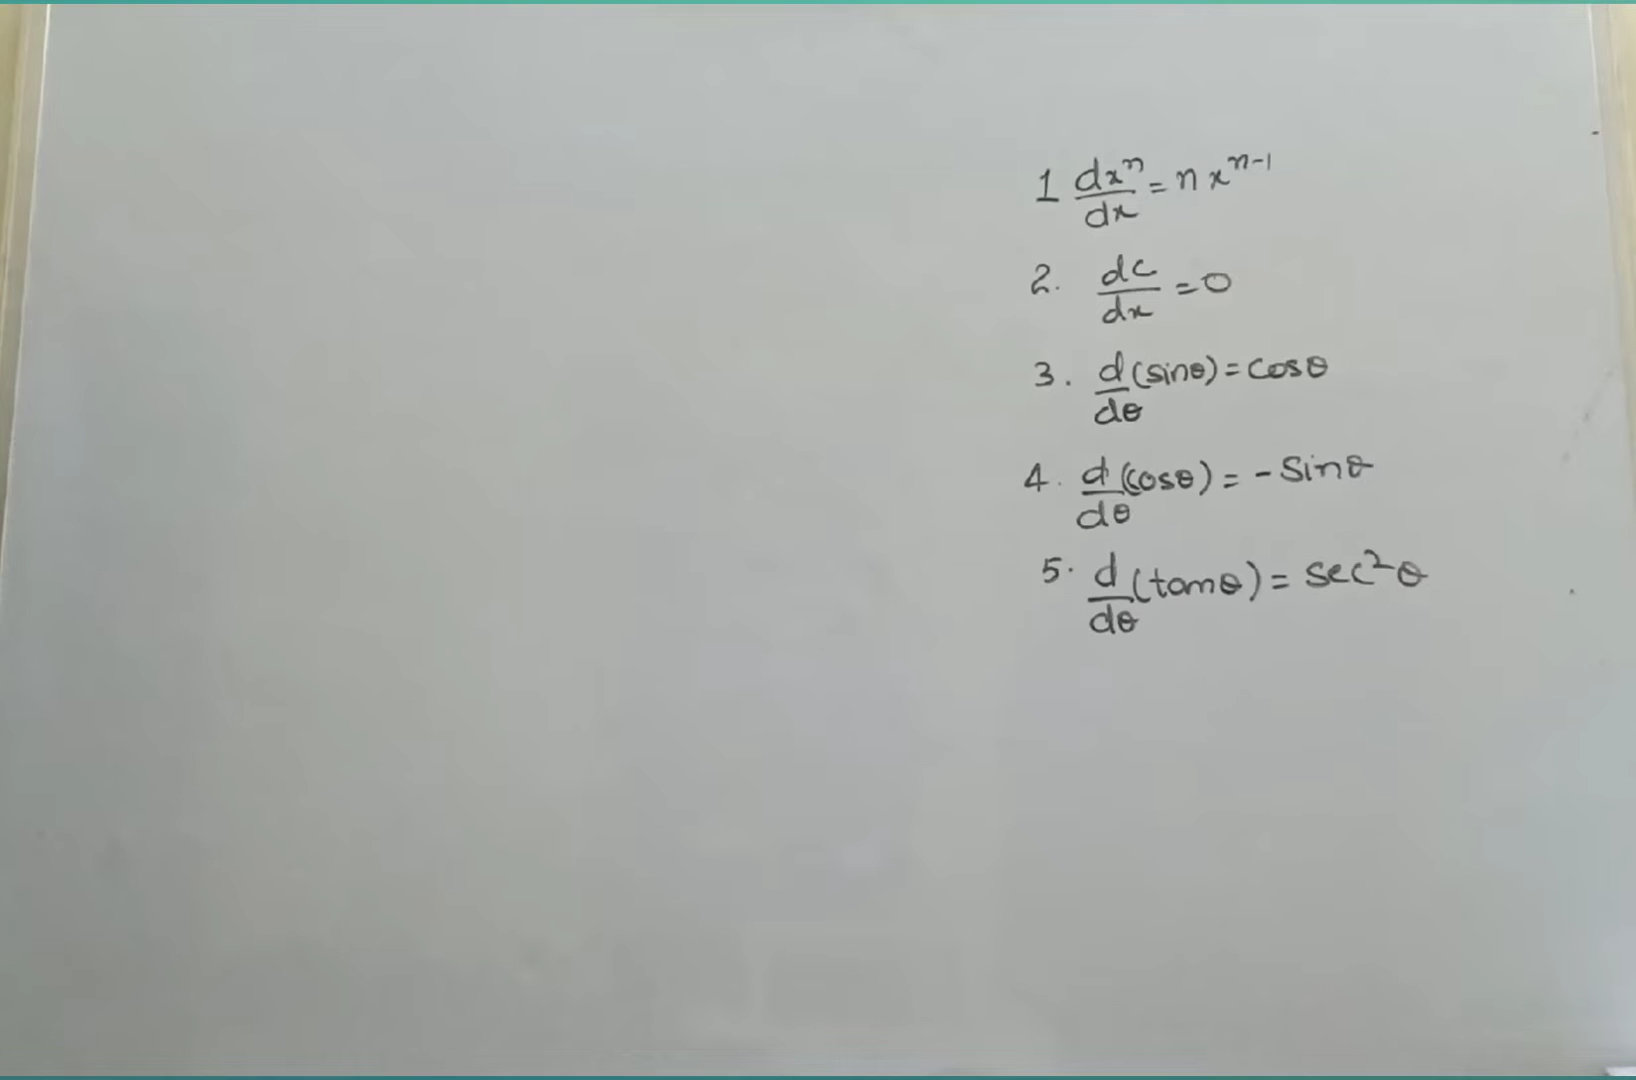 1 dxⁿ/dx = n xⁿ⁻¹
2. dc/dx = 0
3. d/dθ (sinθ) = cosθ
4. d/dθ (cosθ) = - Sinθ
5. d/dθ (tanθ) = sec²θ